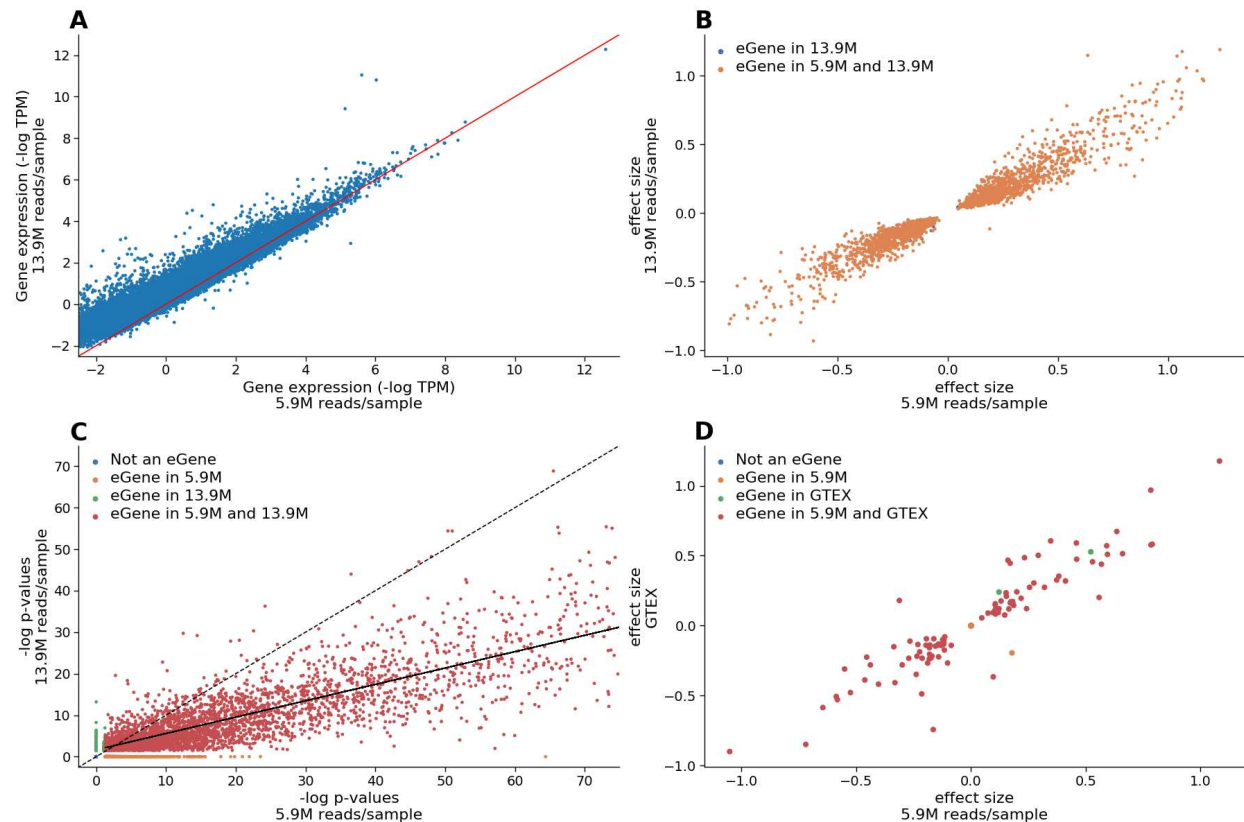 A
Gene expression (-log TPM)
13.9M reads/sample
12
10
8
6
4
2
0
−2
−2
0
2
4
6
8
10
12
Gene expression (-log TPM)
5.9M reads/sample
B
eGene in 13.9M
eGene in 5.9M and 13.9M
effect size
13.9M reads/sample
1.0
0.5
0.0
−0.5
−1.0
−1.0
−0.5
0.0
0.5
1.0
effect size
5.9M reads/sample
C
Not an eGene
eGene in 5.9M
eGene in 13.9M
eGene in 5.9M and 13.9M
-log p-values
13.9M reads/sample
70
60
50
40
30
20
10
0
0
10
20
30
40
50
60
70
-log p-values
5.9M reads/sample
D
Not an eGene
eGene in 5.9M
eGene in GTEX
eGene in 5.9M and GTEX
effect size
GTEX
1.0
0.5
0.0
−0.5
−1.0
−1.0
−0.5
0.0
0.5
1.0
effect size
5.9M reads/sample